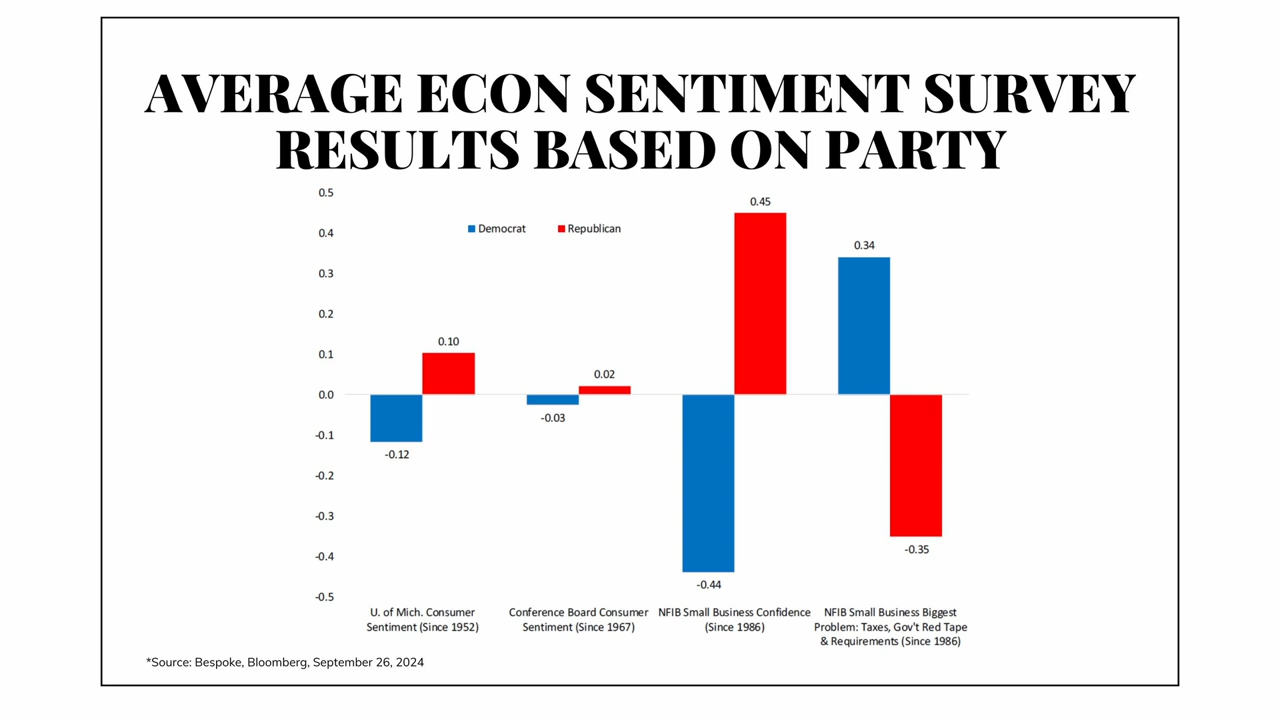 AVERAGE ECON SENTIMENT SURVEY
RESULTS BASED ON PARTY
0.5
0.4
0.3
0.2
0.1
0.0
-0.1
-0.2
-0.3
-0.4
-0.5
Democrat Republican
-0.12
0.10
-0.03
0.02
-0.44
0.45
0.34
-0.35
U. of Mich. Consumer
Sentiment (Since 1952)
Conference Board Consumer
Sentiment (Since 1967)
NFIB Small Business Confidence
(Since 1986)
NFIB Small Business Biggest
Problem: Taxes, Gov't Red Tape
& Requirements (Since 1986)
*Source: Bespoke, Bloomberg, September 26, 2024